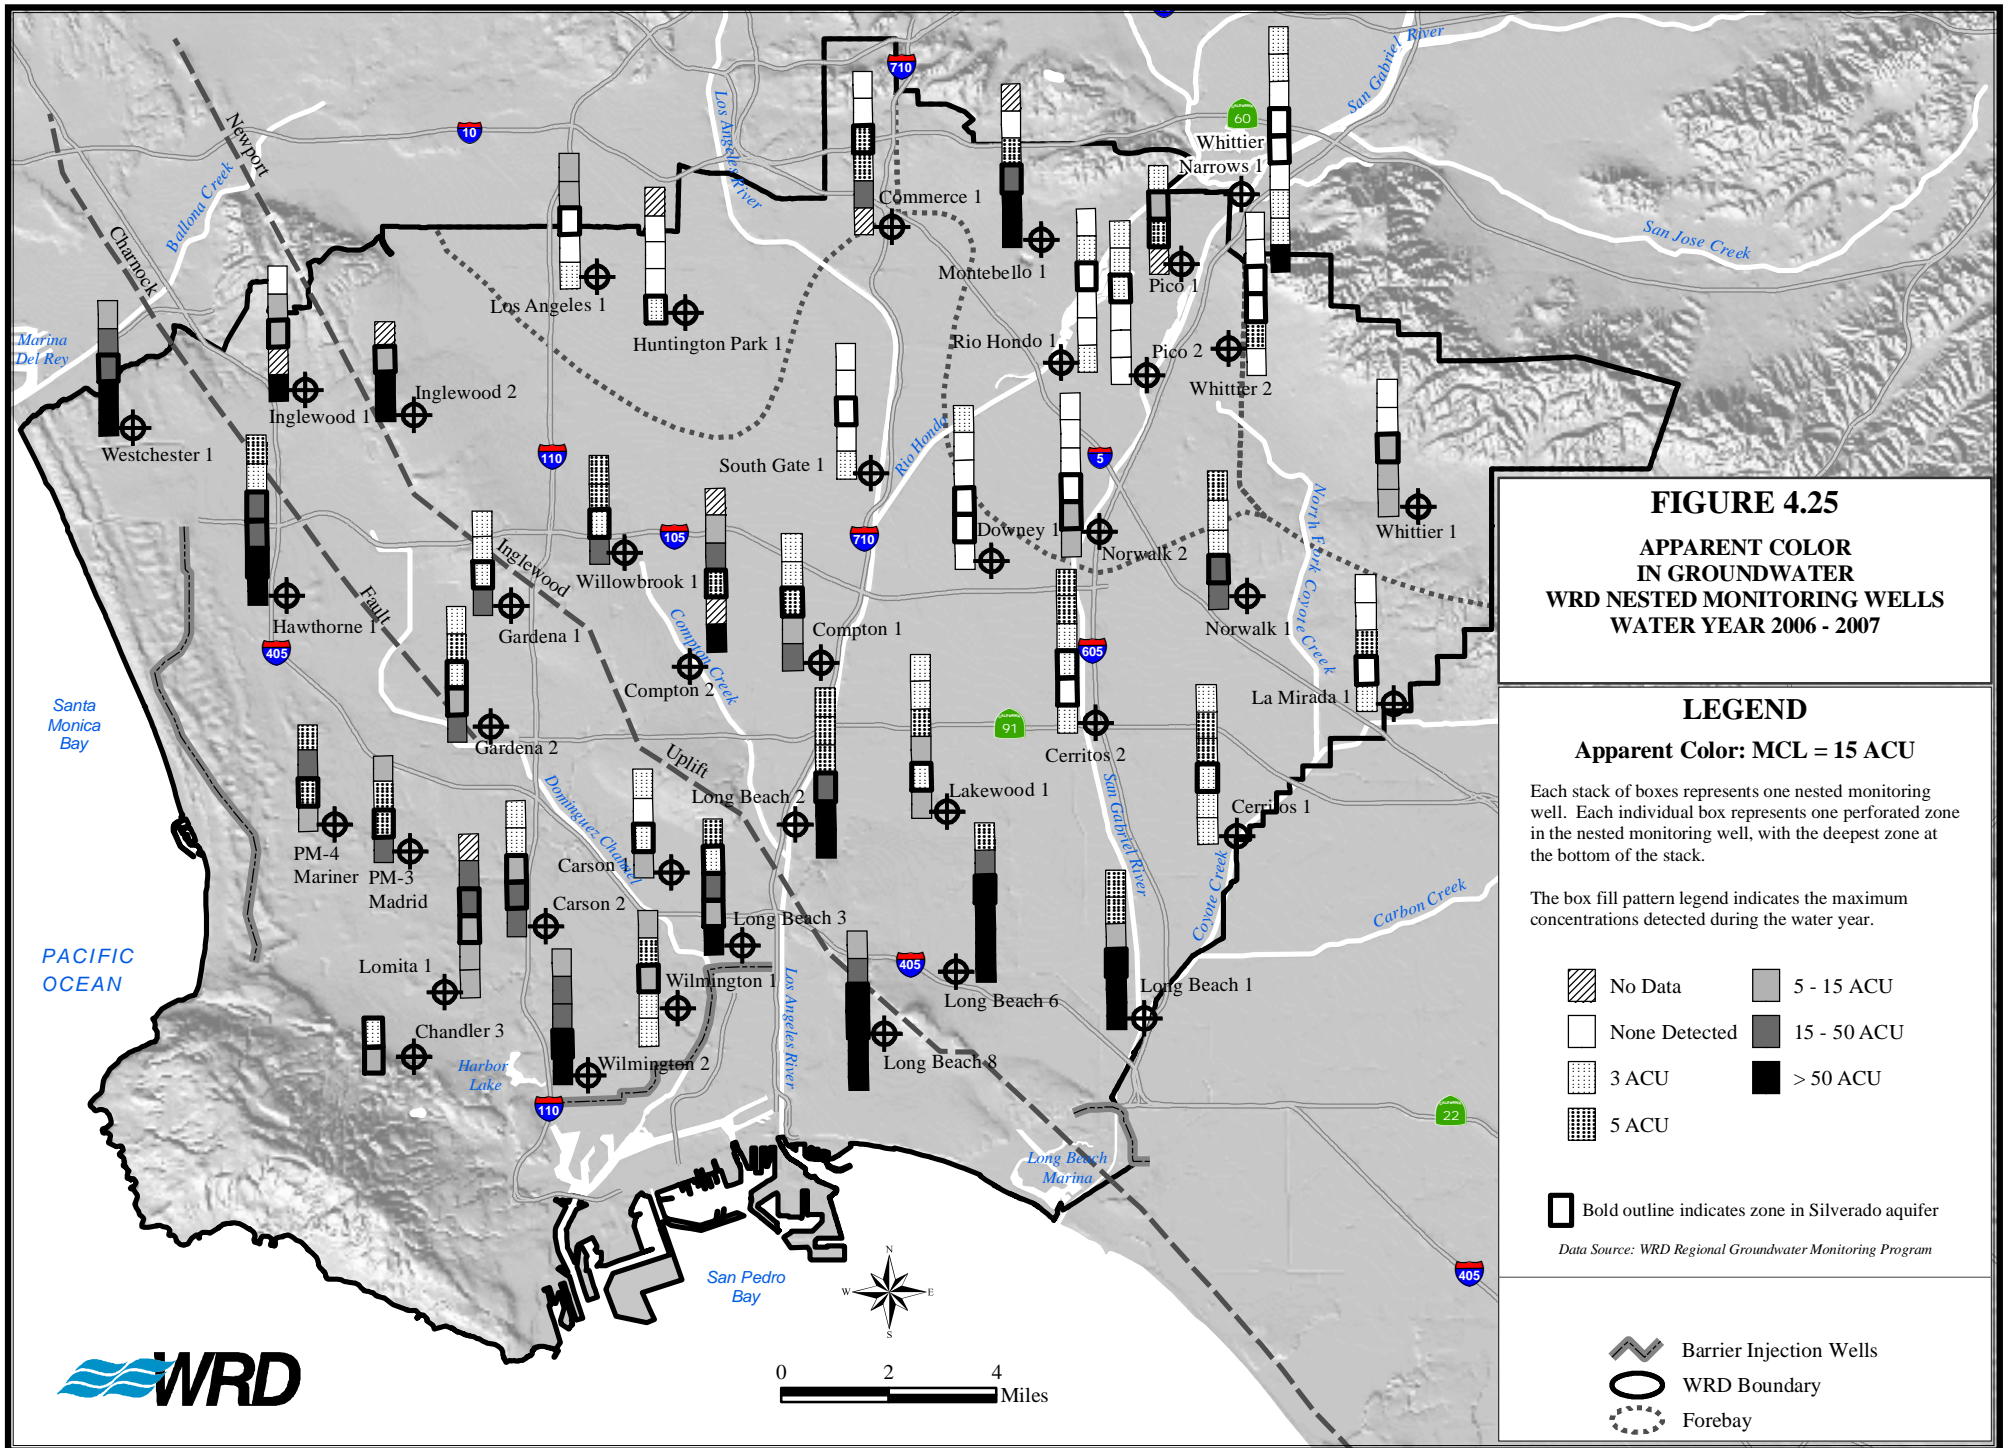 710
10
Los Angeles River
San Gabriel River
CALIFORNIA
60
Whittier
Narrows 1
Newport
Ballona Creek
Charnock
Commerce 1
Montebello 1
Pico 1
San Jose Creek
Los Angeles 1
Huntington Park 1
Marina
Del Rey
Rio Hondo 1
Pico 2
Whittier 2
Inglewood 1
Inglewood 2
Westchester 1
110
South Gate 1
Rio Hondo
5
North Fork Coyote Creek
Whittier 1
105
710
Downey 1
Norwalk 2
Inglewood
Willowbrook 1
Fault
Gardena 1
Hawthorne 1
405
Compton Creek
Compton 1
Compton 2
Norwalk 1
605
La Mirada 1
Santa
Monica
Bay
Gardena 2
Uplift
CALIFORNIA
91
Cerritos 2
Dominguez Channel
Long Beach 2
Lakewood 1
San Gabriel River
Cerritos 1
PM-4
Mariner
PM-3
Madrid
Carson 1
Carson 2
Long Beach 3
Coyote Creek
Carbon Creek
PACIFIC
OCEAN
Lomita 1
Wilmington 1
Los Angeles River
405
Long Beach 6
Long Beach 1
Chandler 3
Harbor
Lake
Wilmington 2
Long Beach 8
110
CALIFORNIA
22
Long Beach
Marina
405
San Pedro
Bay
N
W
E
S
WRD
0
2
4
Miles
FIGURE 4.25
APPARENT COLOR
IN GROUNDWATER
WRD NESTED MONITORING WELLS
WATER YEAR 2006 - 2007
LEGEND
Apparent Color: MCL = 15 ACU
Each stack of boxes represents one nested monitoring
well. Each individual box represents one perforated zone
in the nested monitoring well, with the deepest zone at
the bottom of the stack.
The box fill pattern legend indicates the maximum
concentrations detected during the water year.
No Data
5 - 15 ACU
None Detected
15 - 50 ACU
3 ACU
> 50 ACU
5 ACU
Bold outline indicates zone in Silverado aquifer
Data Source: WRD Regional Groundwater Monitoring Program
Barrier Injection Wells
WRD Boundary
Forebay